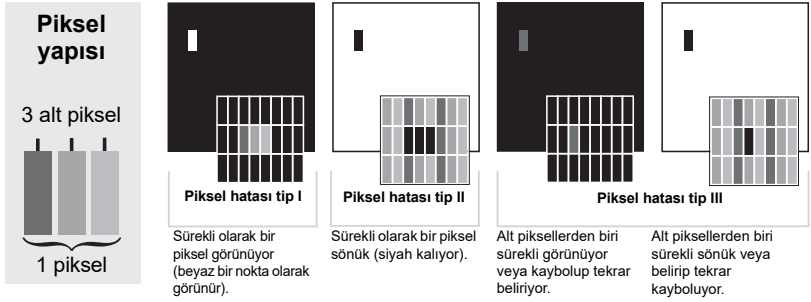 Piksel
yapısı
3 alt piksel
1 piksel
Piksel hatası tip I
Piksel hatası tip II
Piksel hatası tip III
Sürekli olarak bir
piksel görünüyor
(beyaz bir nokta olarak
görünür).
Sürekli olarak bir piksel
sönük (siyah kalıyor).
Alt piksellerden biri
sürekli görünüyor
veya kaybolup tekrar
beliriyor.
Alt piksellerden biri
sürekli sönük veya
belirip tekrar
kayboluyor.